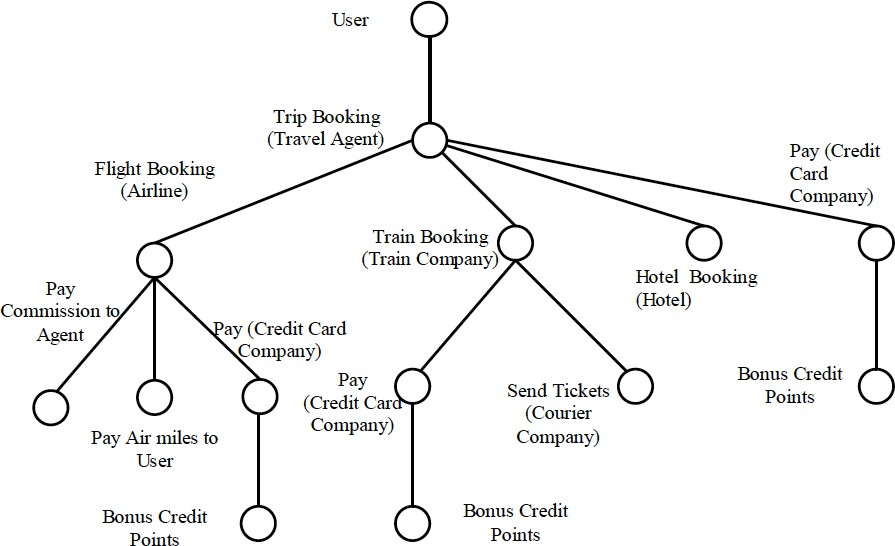 User
Trip Booking
(Travel Agent)
Flight Booking
(Airline)
Pay (Credit
Card
Company)
Train Booking
(Train Company)
Hotel Booking
(Hotel)
Pay
Commission to
Agent
Pay (Credit Card
Company)
Pay
(Credit Card
Company)
Send Tickets
(Courier
Company)
Bonus Credit
Points
Pay Air miles to
User
Bonus Credit
Points
Bonus Credit
Points